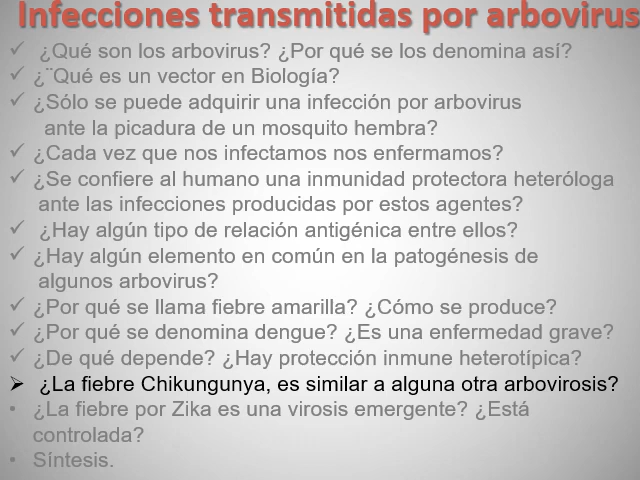 Infecciones transmitidas por arbovirus
✓ ¿Qué son los arbovirus? ¿Por qué se los denomina así?
✓ ¿¨Qué es un vector en Biología?
✓ ¿Sólo se puede adquirir una infección por arbovirus
ante la picadura de un mosquito hembra?
✓ ¿Cada vez que nos infectamos nos enfermamos?
✓ ¿Se confiere al humano una inmunidad protectora heteróloga
ante las infecciones producidas por estos agentes?
✓ ¿Hay algún tipo de relación antigénica entre ellos?
✓ ¿Hay algún elemento en común en la patogénesis de
algunos arbovirus?
✓ ¿Por qué se llama fiebre amarilla? ¿Cómo se produce?
✓ ¿Por qué se denomina dengue? ¿Es una enfermedad grave?
✓ ¿De qué depende? ¿Hay protección inmune heterotípica?
➢ ¿La fiebre Chikungunya, es similar a alguna otra arbovirosis?
• ¿La fiebre por Zika es una virosis emergente? ¿Está
controlada?
• Síntesis.